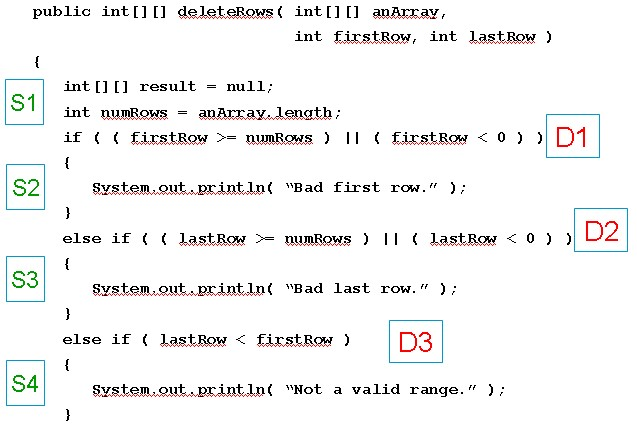 public int[][] deleteRows( int[][] anArray,
int firstRow, int lastRow )
{
S1
int[][] result = null;
int numRows = anArray.length;
if ( ( firstRow >= numRows ) || ( firstRow < 0 ) ) D1
{
S2
System.out.println( “Bad first row.” );
}
else if ( ( lastRow >= numRows ) || ( lastRow < 0 ) ) D2
{
S3
System.out.println( “Bad last row.” );
}
else if ( lastRow < firstRow ) D3
{
S4
System.out.println( “Not a valid range.” );
}